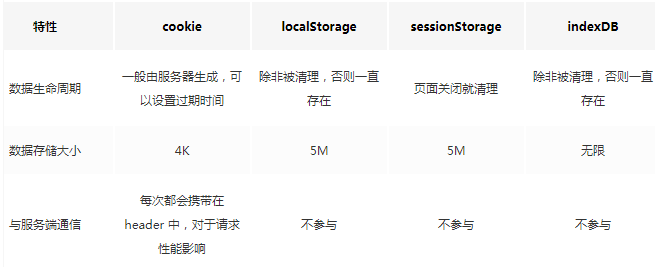 特性 cookie localStorage sessionStorage indexDB
数据生命周期 一般由服务器生成，可以设置过期时间 除非被清理，否则一直存在 页面关闭就清理 除非被清理，否则一直存在
数据存储大小 4K 5M 5M 无限
与服务端通信 每次都会携带在 header 中，对于请求性能影响 不参与 不参与 不参与